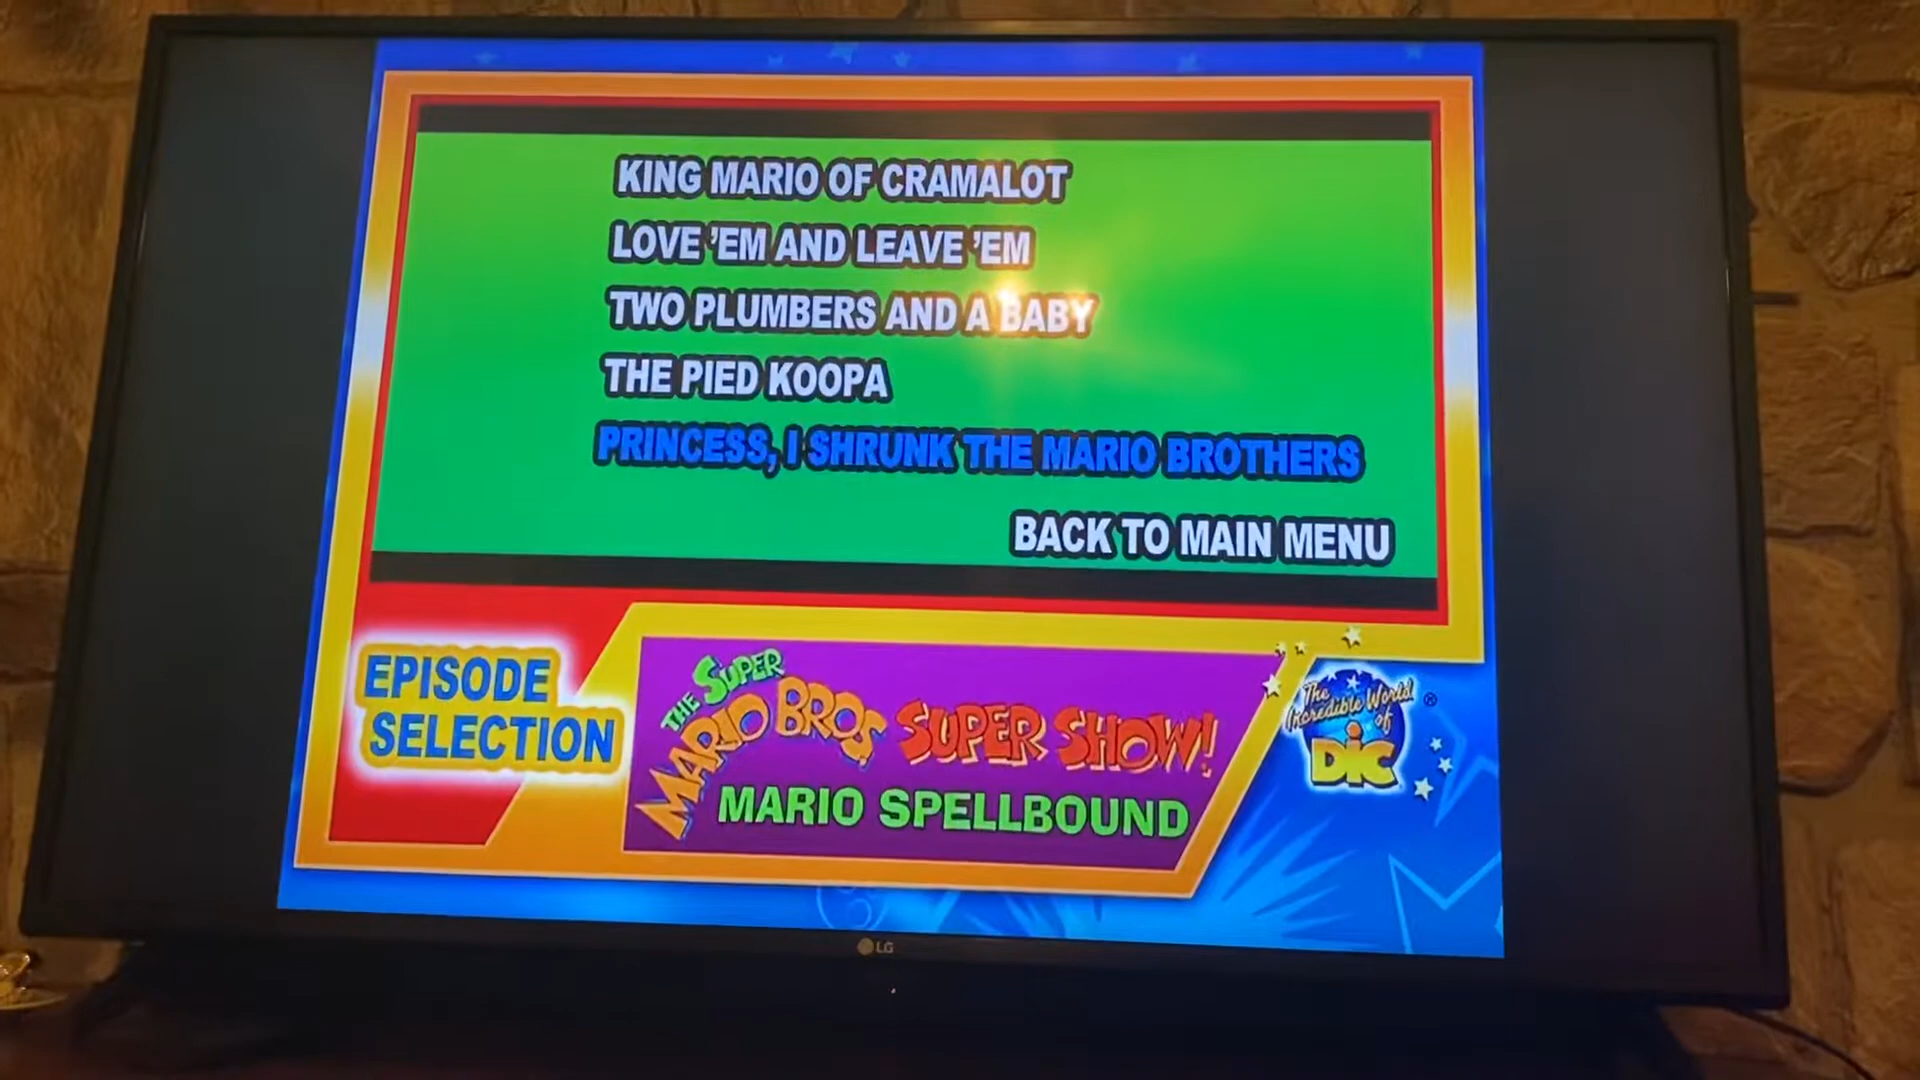 KING MARIO OF CRAMALOT
LOVE 'EM AND LEAVE 'EM
TWO PLUMBERS AND A BABY
THE PIED KOOPA
PRINCESS, I SHRUNK THE MARIO BROTHERS
BACK TO MAIN MENU
EPISODE
SELECTION
THE SUPER
MARIO BROS SUPER SHOW!
MARIO SPELLBOUND
The
Incredible World
of
DIC
®
LG